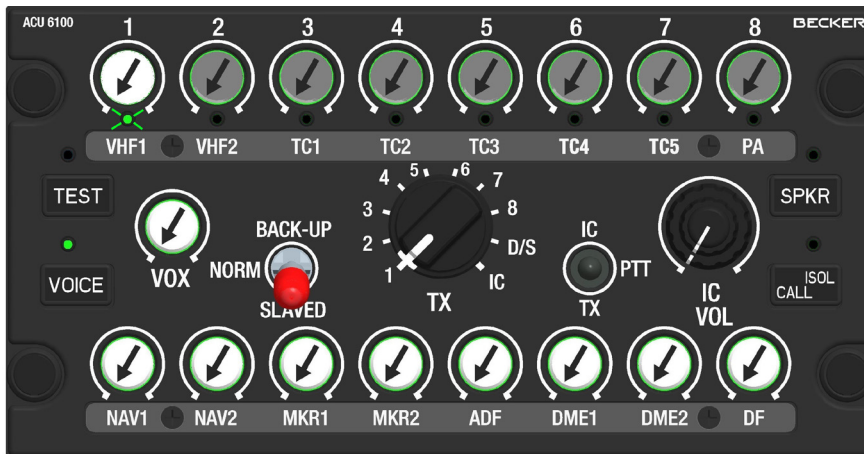 ACU 6100
BECKER
1 2 3 4 5 6 7 8
VHF1 VHF2 TC1 TC2 TC3 TC4 TC5 PA
TEST
VOICE
VOX
BACK-UP
NORM
SLAVED
1 2 3 4 5 6 7 8 D/S IC
TX
IC
PTT
TX
IC
VOL
SPKR
ISOL
CALL
NAV1 NAV2 MKR1 MKR2 ADF DME1 DME2 DF